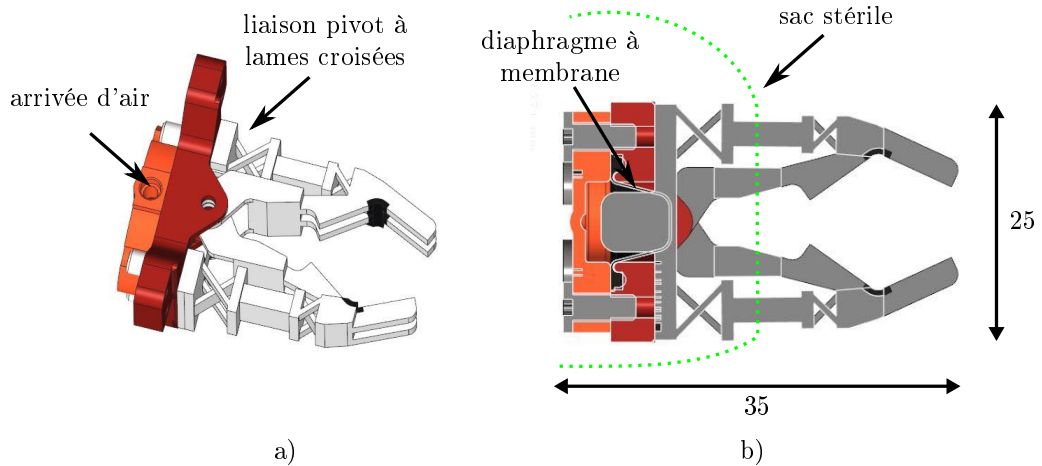 liaison pivot à
lames croisées
arrivée d'air
a)
sac stérile
diaphragme à
membrane
25
35
b)